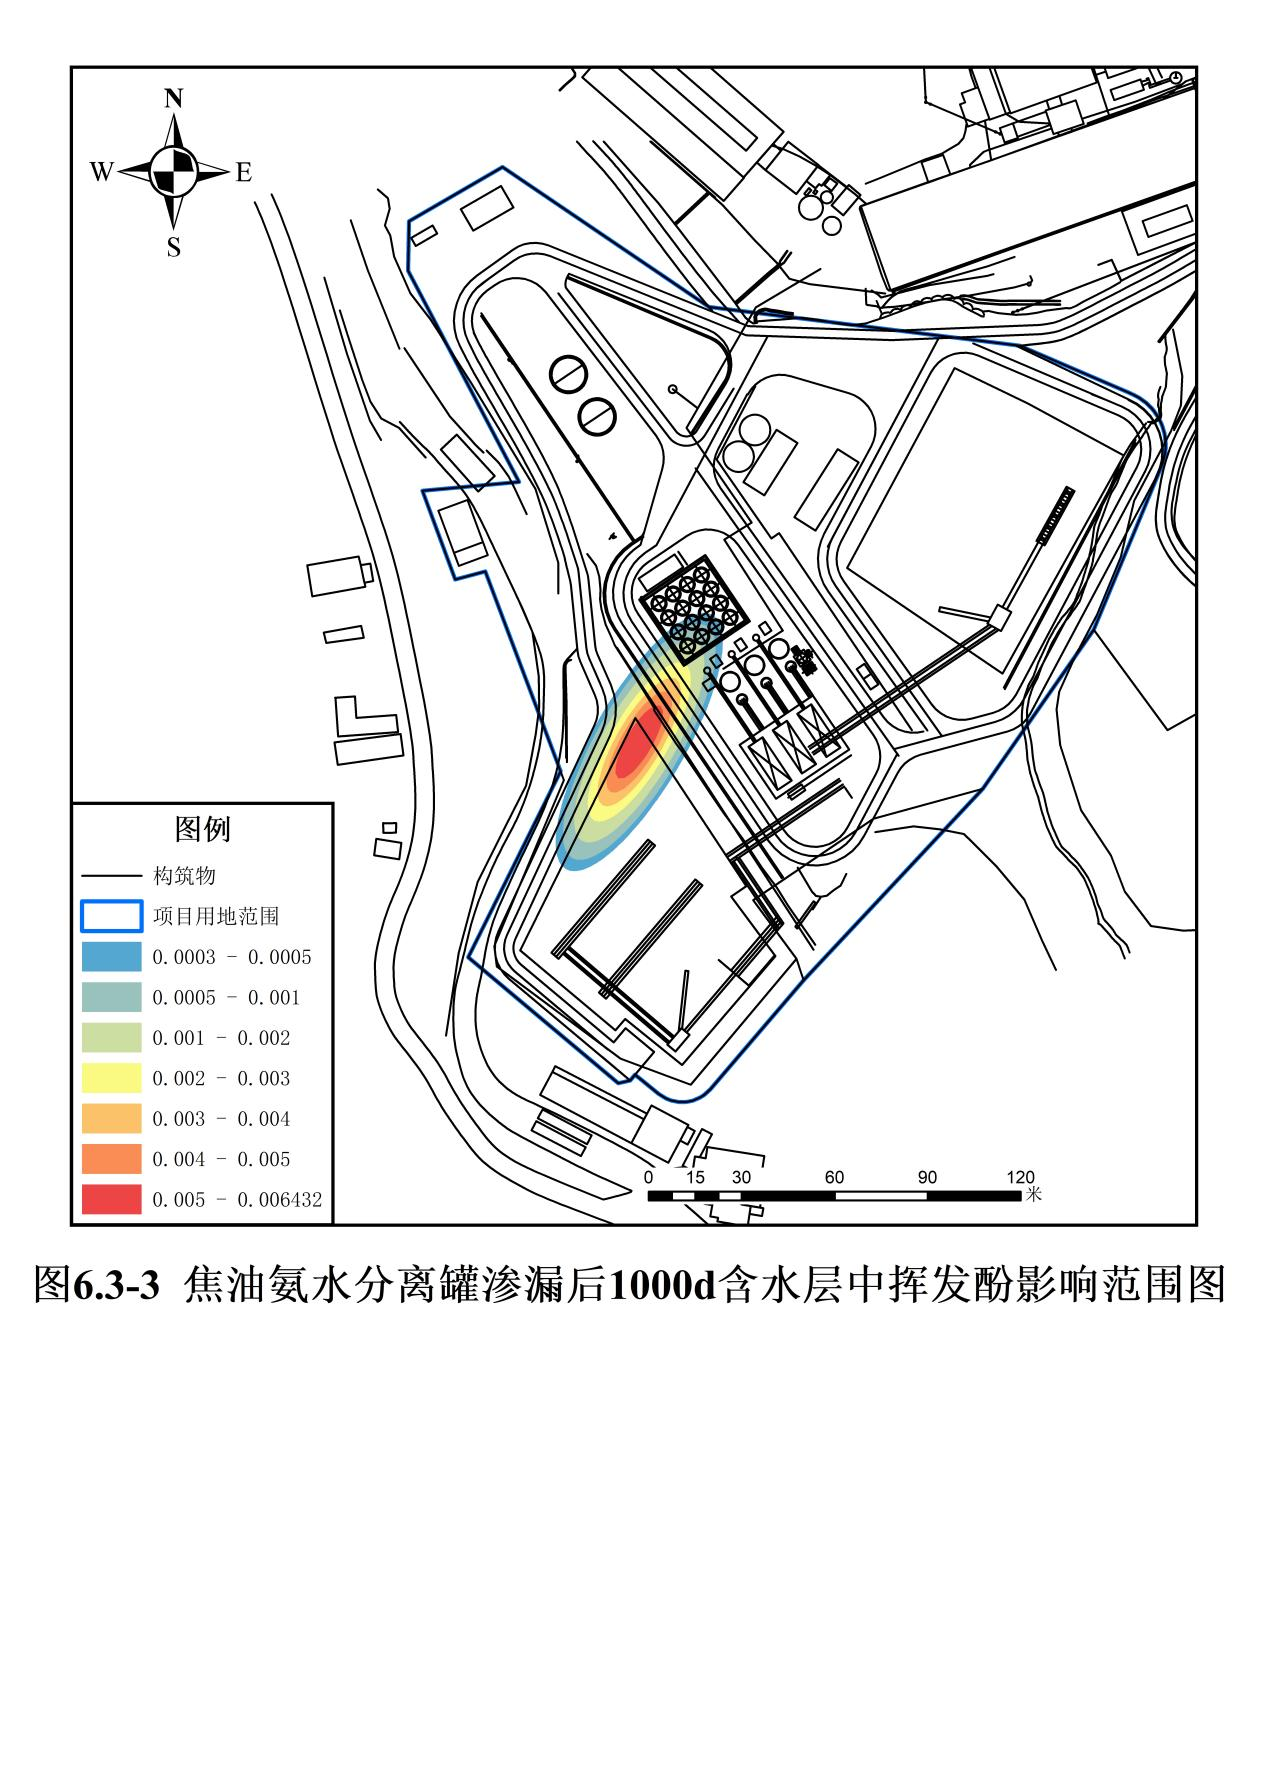 N
W
E
S
图例
构筑物
项目用地范围
0.0003 - 0.0005
0.0005 - 0.001
0.001 - 0.002
0.002 - 0.003
0.003 - 0.004
0.004 - 0.005
0.005 - 0.006432
0 15 30 60 90 120
米
图6.3-3 焦油氨水分离罐渗漏后1000d含水层中挥发酚影响范围图